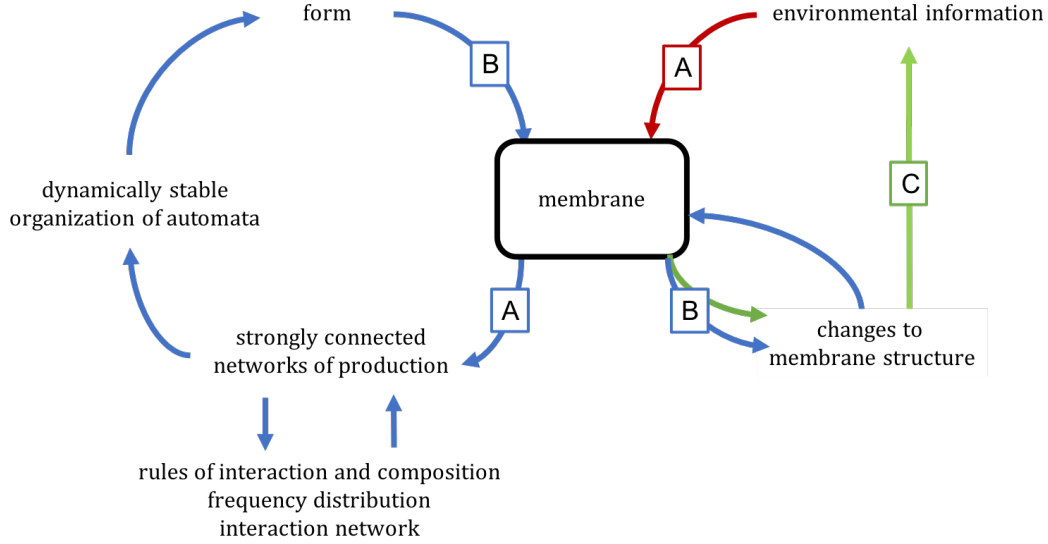 form
environmental information
B
A
C
dynamically stable
organization of automata
membrane
A
B
strongly connected
networks of production
changes to
membrane structure
rules of interaction and composition
frequency distribution
interaction network